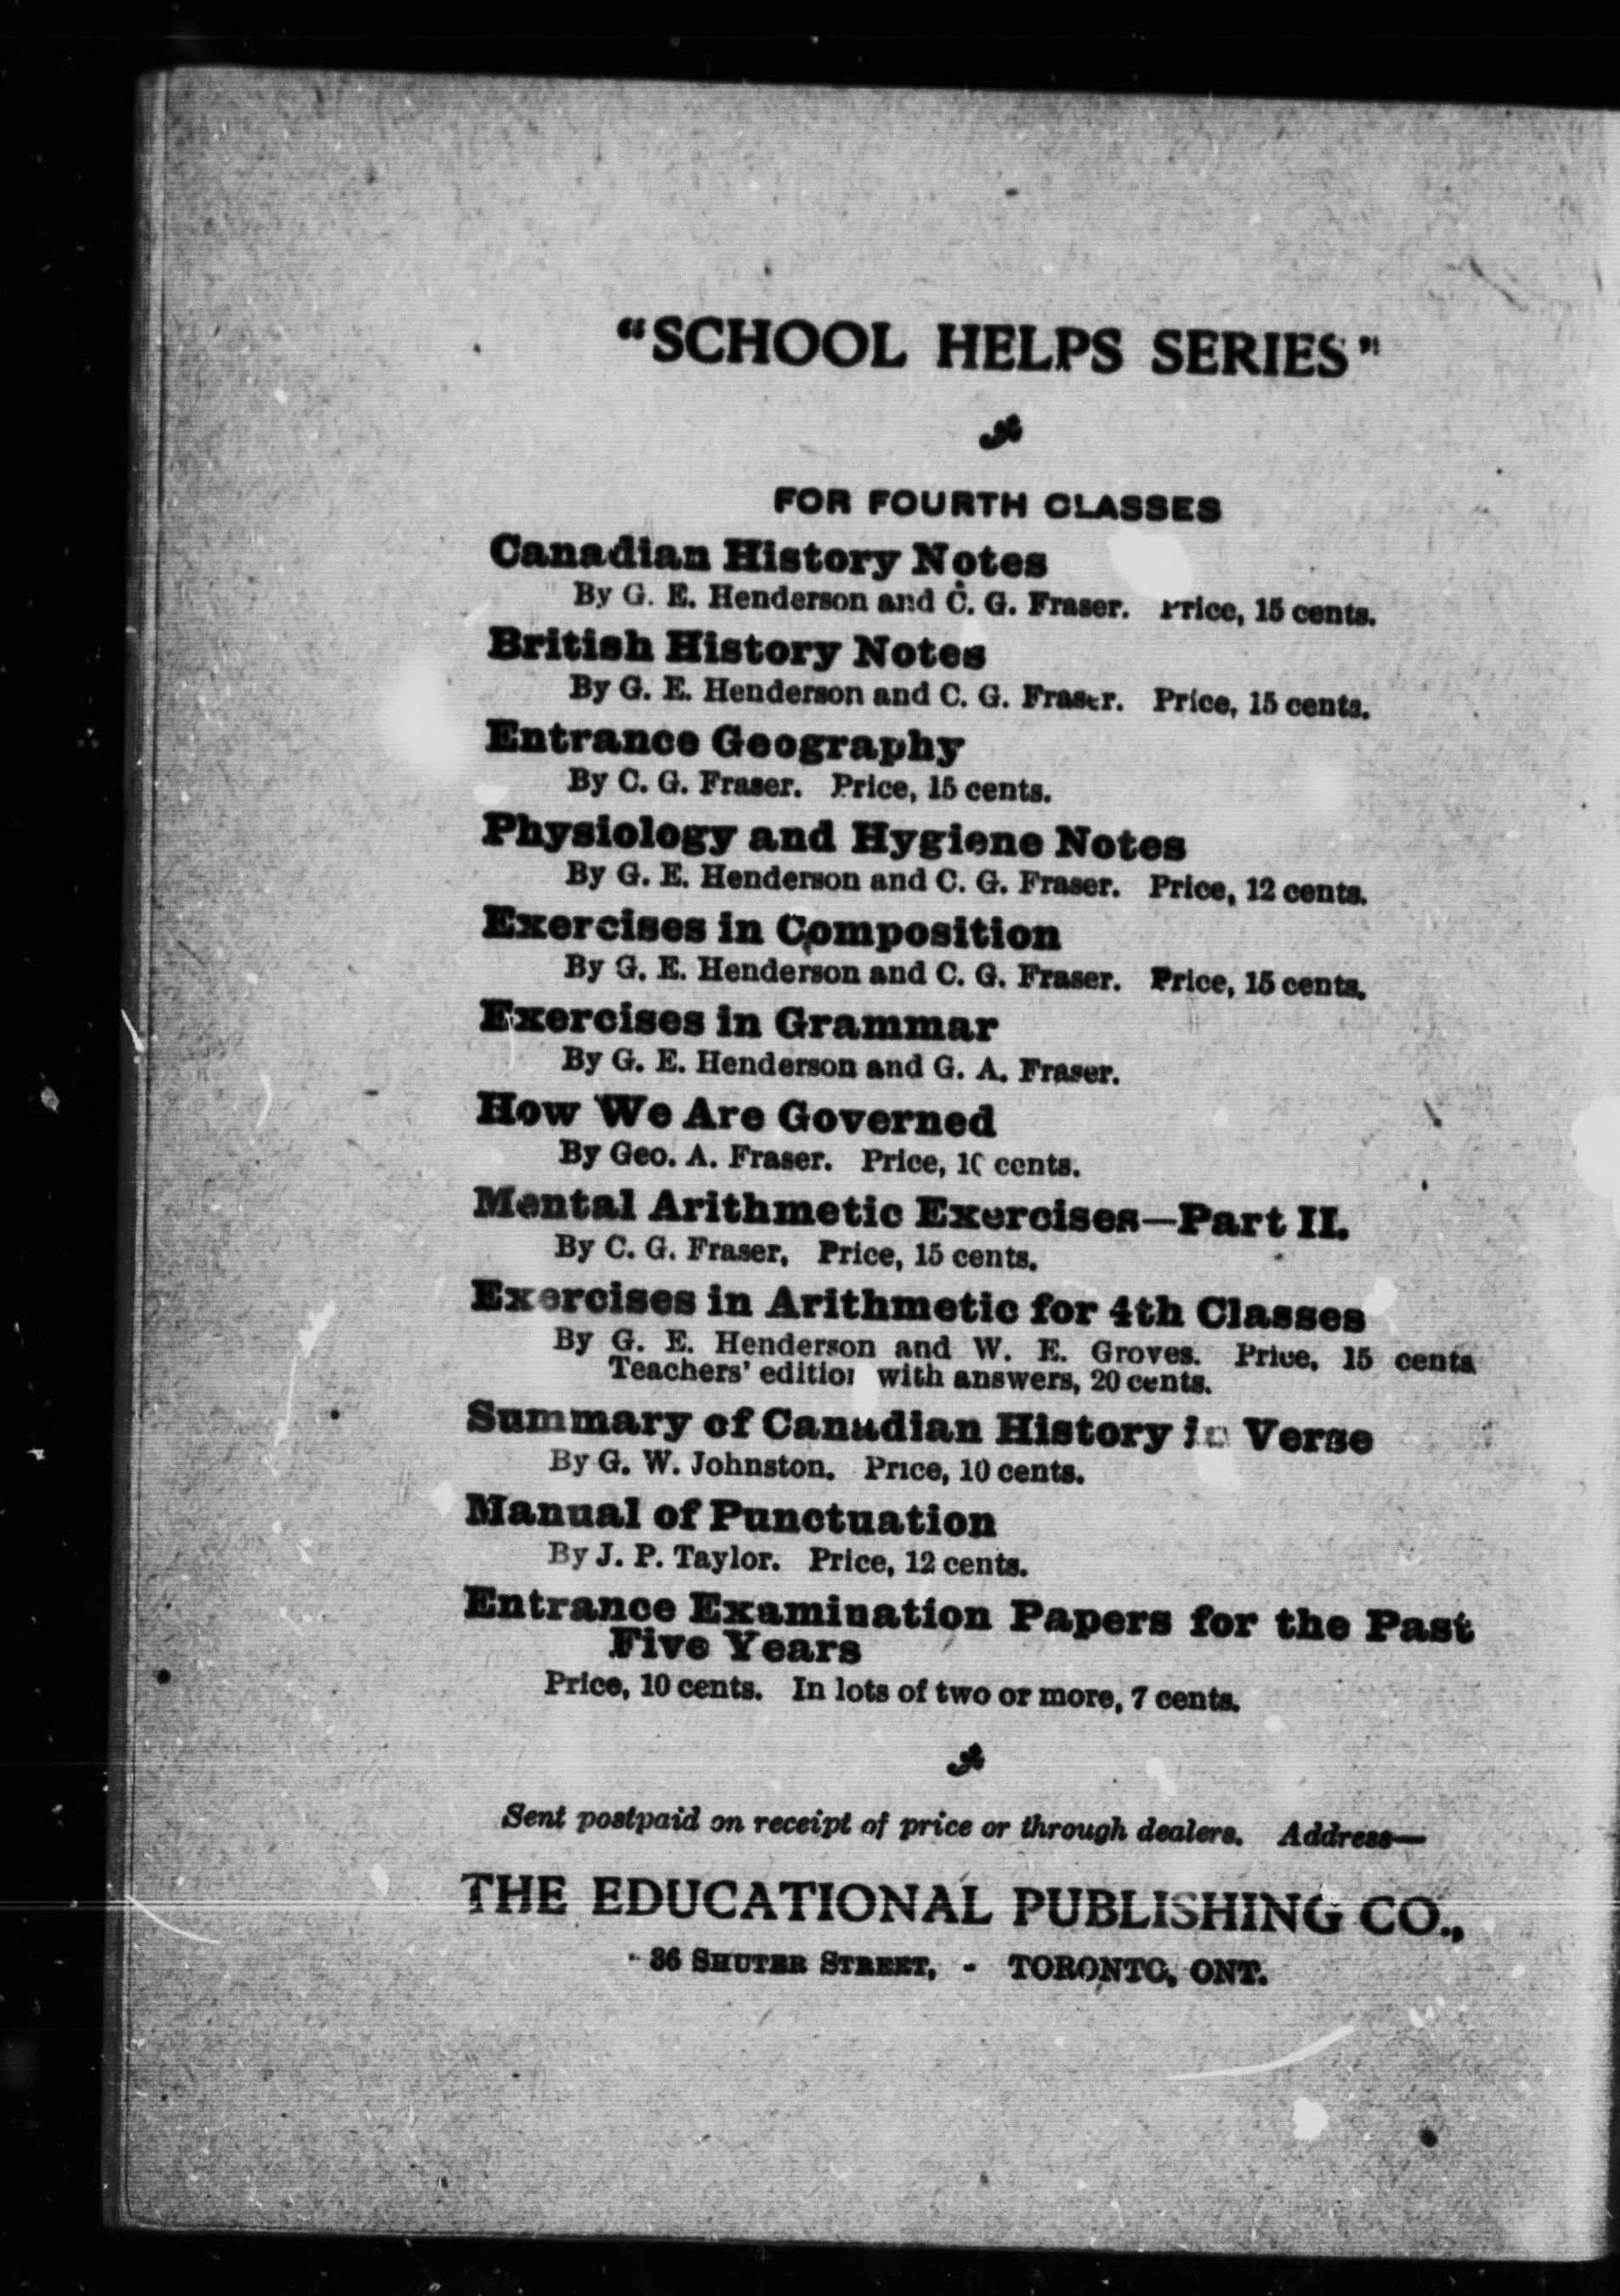 "SCHOOL HELPS SERIES"
FOR FOURTH CLASSES
Canadian History Notes
By G. E. Henderson and C. G. Fraser. Price, 15 cents.
British History Notes
By G. E. Henderson and C. G. Fraser. Price, 15 cents.
Entrance Geography
By C. G. Fraser. Price, 15 cents.
Physiology and Hygiene Notes
By G. E. Henderson and C. G. Fraser. Price, 12 cents.
Exercises in Composition
By G. E. Henderson and C. G. Fraser. Price, 15 cents.
Exercises in Grammar
By G. E. Henderson and G. A. Fraser.
How We Are Governed
By Geo. A. Fraser. Price, 10 cents.
Mental Arithmetic Exercises—Part II.
By C. G. Fraser, Price, 15 cents.
Exercises in Arithmetic for 4th Classes
By G. E. Henderson and W. E. Groves. Price, 15 cents
Teachers' edition with answers, 20 cents.
Summary of Canadian History in Verse
By G. W. Johnston. Price, 10 cents.
Manual of Punctuation
By J. P. Taylor. Price, 12 cents.
Entrance Examination Papers for the Past
Five Years
Price, 10 cents. In lots of two or more, 7 cents.
Sent postpaid on receipt of price or through dealers. Address—
THE EDUCATIONAL PUBLISHING CO.,
36 SHUTER STREET, - TORONTO, ONT.